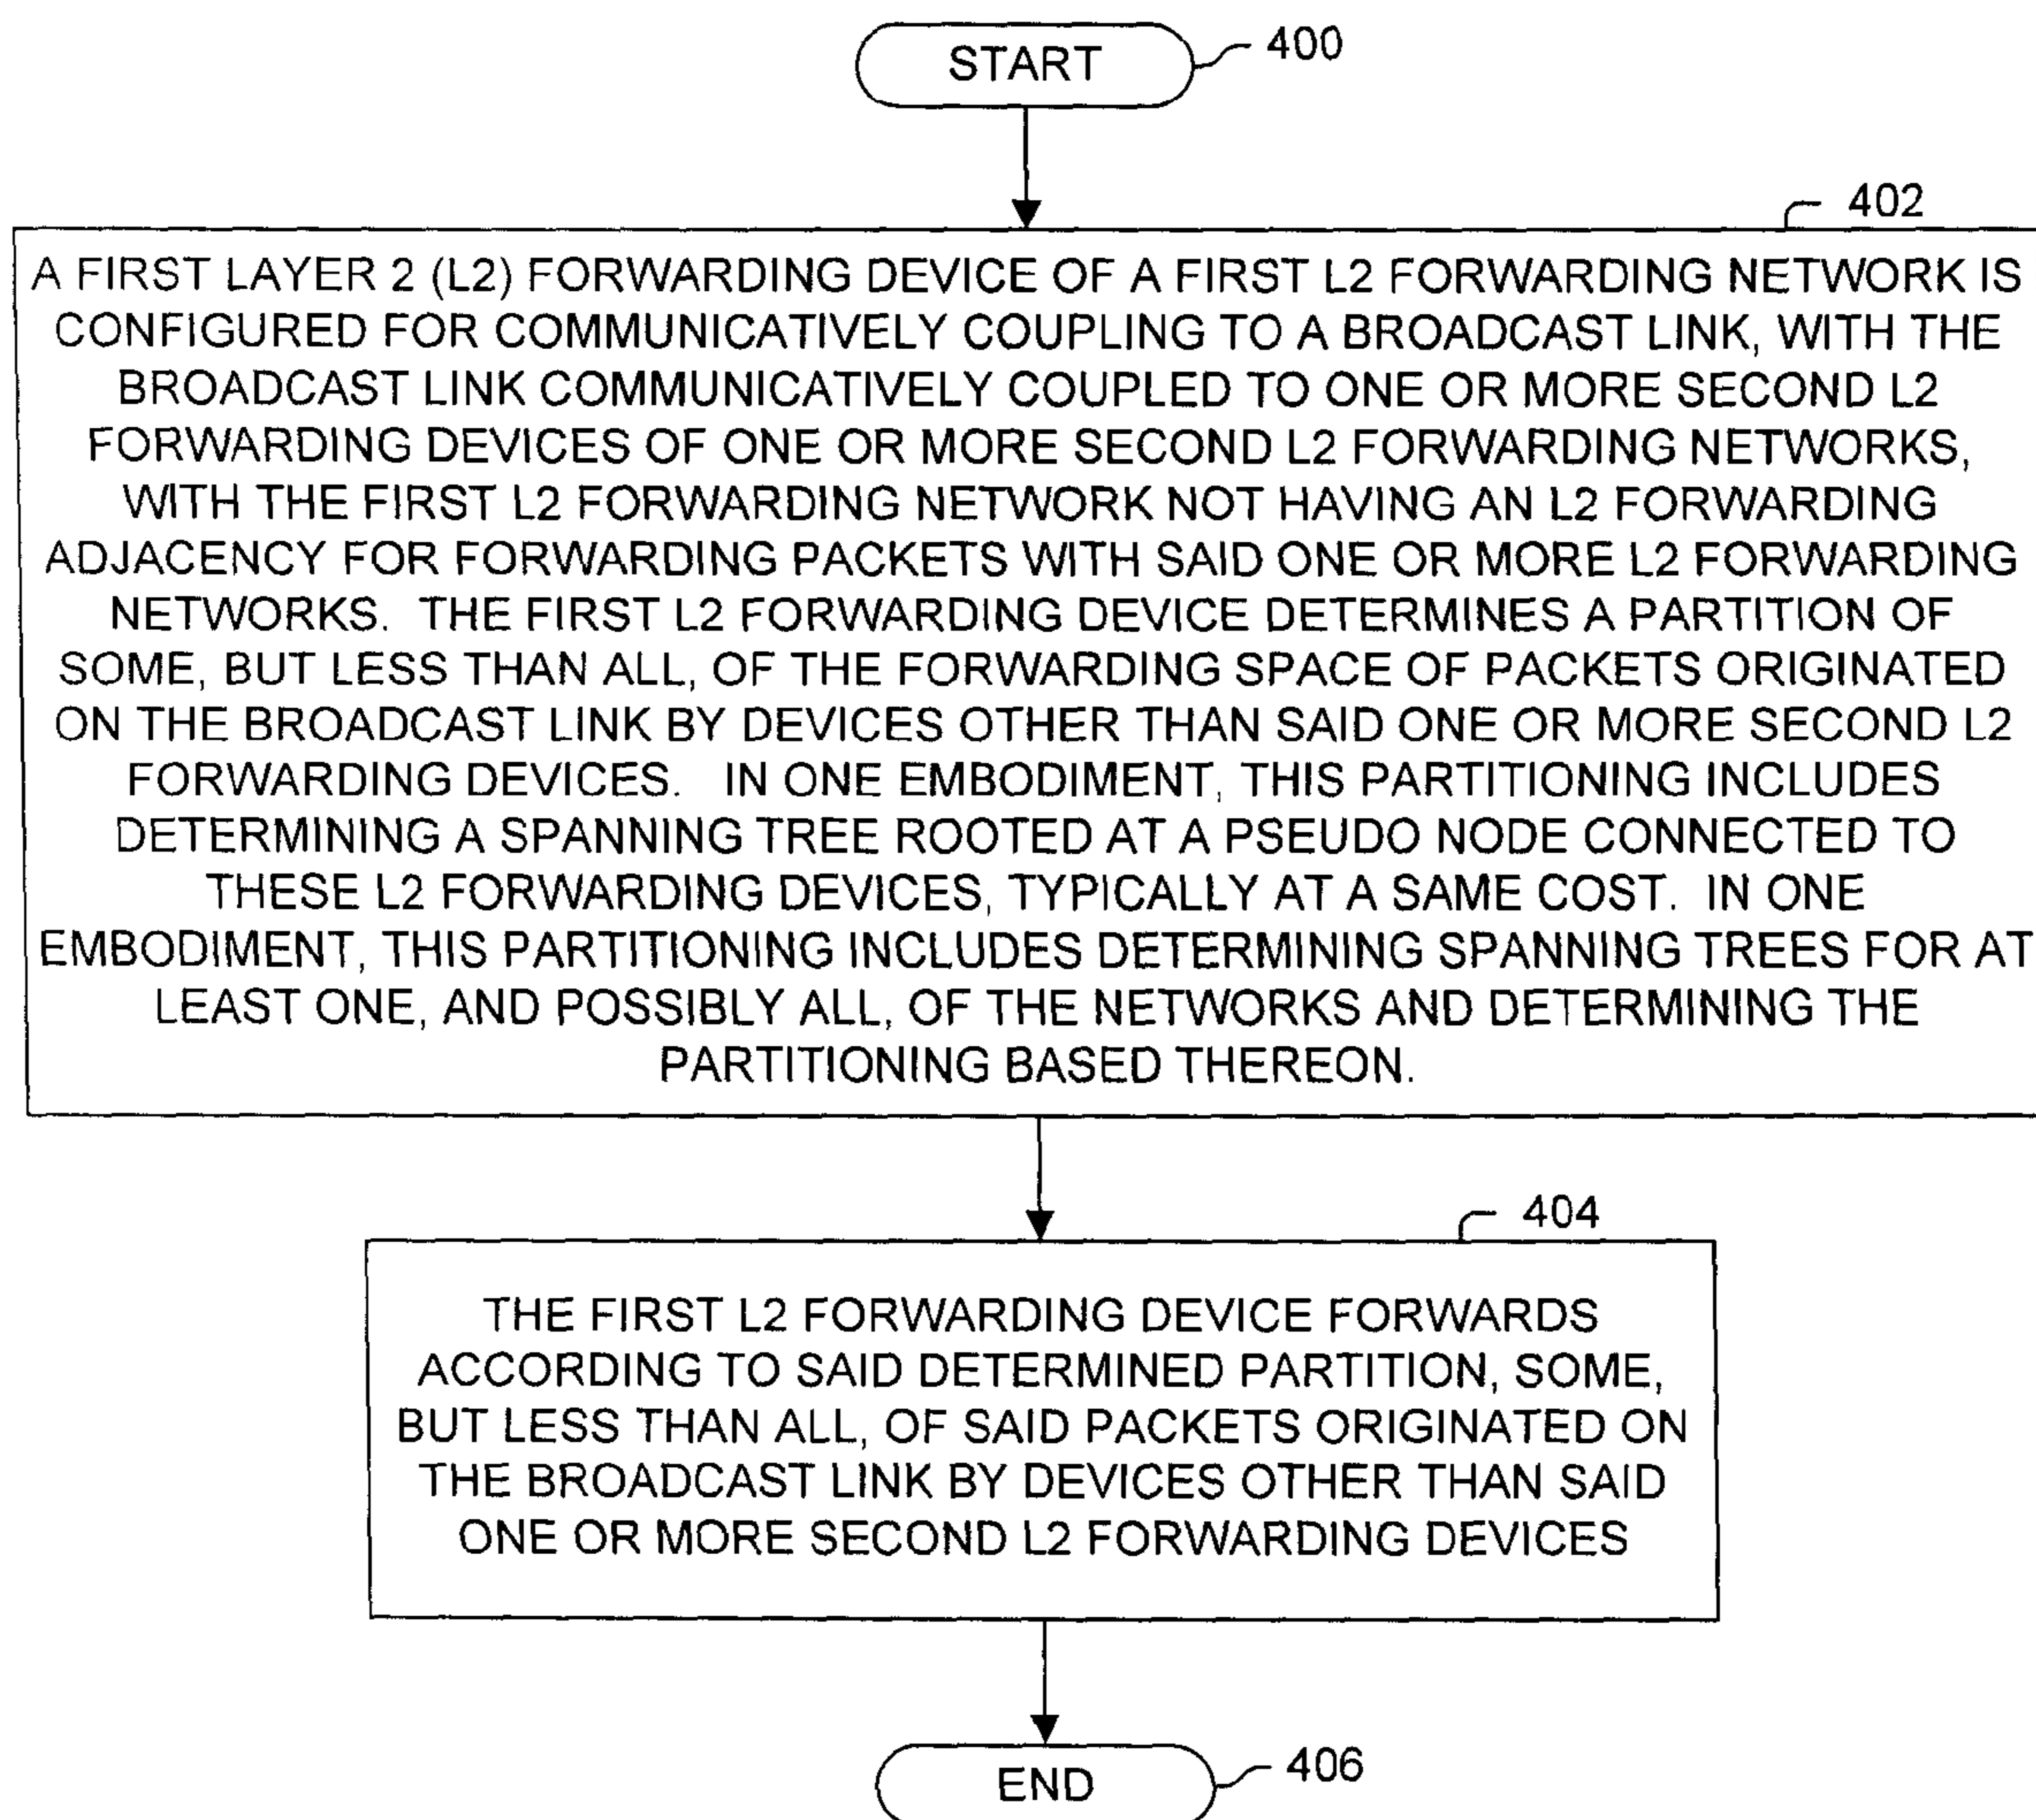 START
400
402
A FIRST LAYER 2 (L2) FORWARDING DEVICE OF A FIRST L2 FORWARDING NETWORK IS
CONFIGURED FOR COMMUNICATIVELY COUPLING TO A BROADCAST LINK, WITH THE
BROADCAST LINK COMMUNICATIVELY COUPLED TO ONE OR MORE SECOND L2
FORWARDING DEVICES OF ONE OR MORE SECOND L2 FORWARDING NETWORKS,
WITH THE FIRST L2 FORWARDING NETWORK NOT HAVING AN L2 FORWARDING
ADJACENCY FOR FORWARDING PACKETS WITH SAID ONE OR MORE L2 FORWARDING
NETWORKS. THE FIRST L2 FORWARDING DEVICE DETERMINES A PARTITION OF
SOME, BUT LESS THAN ALL, OF THE FORWARDING SPACE OF PACKETS ORIGINATED
ON THE BROADCAST LINK BY DEVICES OTHER THAN SAID ONE OR MORE SECOND L2
FORWARDING DEVICES. IN ONE EMBODIMENT, THIS PARTITIONING INCLUDES
DETERMINING A SPANNING TREE ROOTED AT A PSEUDO NODE CONNECTED TO
THESE L2 FORWARDING DEVICES, TYPICALLY AT A SAME COST. IN ONE
EMBODIMENT, THIS PARTITIONING INCLUDES DETERMINING SPANNING TREES FOR AT
LEAST ONE, AND POSSIBLY ALL, OF THE NETWORKS AND DETERMINING THE
PARTITIONING BASED THEREON.
404
THE FIRST L2 FORWARDING DEVICE FORWARDS
ACCORDING TO SAID DETERMINED PARTITION, SOME,
BUT LESS THAN ALL, OF SAID PACKETS ORIGINATED ON
THE BROADCAST LINK BY DEVICES OTHER THAN SAID
ONE OR MORE SECOND L2 FORWARDING DEVICES
END
406